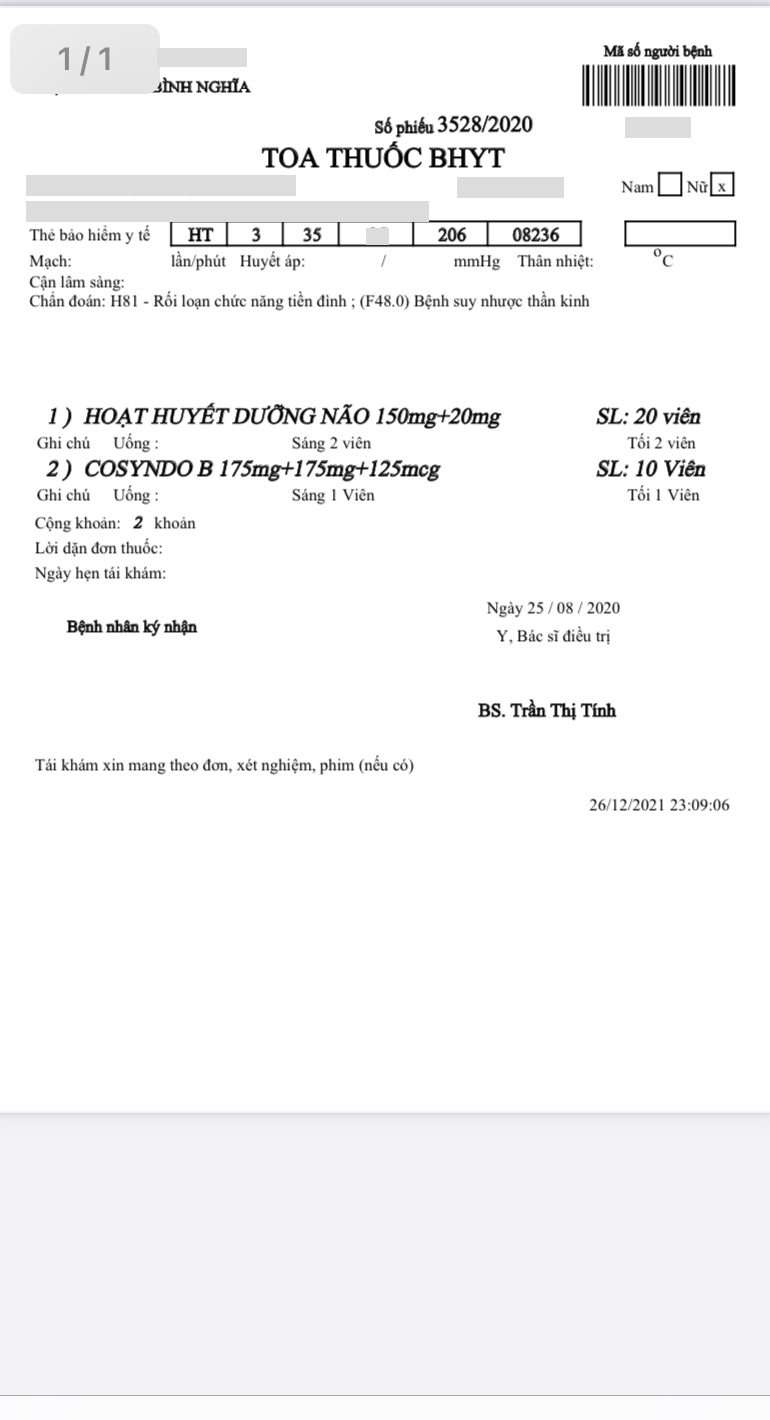 1/1
BÌNH NGHĨA
Mã số người bệnh
Số phiếu 3528/2020
TOA THUỐC BHYT
Nam Nữ x
Thẻ bảo hiểm y tế HT 3 35 206 08236
Mạch: lần/phút Huyết áp: / mmHg Thân nhiệt: °C
Cận lâm sàng:
Chẩn đoán: H81 - Rối loạn chức năng tiền đình ; (F48.0) Bệnh suy nhược thần kinh
1 ) HOẠT HUYẾT DƯỠNG NÃO 150mg+20mg SL: 20 viên
Ghi chú Uống : Sáng 2 viên Tối 2 viên
2 ) COSYNDO B 175mg+175mg+125mcg SL: 10 Viên
Ghi chú Uống : Sáng 1 Viên Tối 1 Viên
Cộng khoản: 2 khoản
Lời dặn đơn thuốc:
Ngày hẹn tái khám:
Ngày 25 / 08 / 2020
Bệnh nhân ký nhận
Y, Bác sĩ điều trị
BS. Trần Thị Tính
Tái khám xin mang theo đơn, xét nghiệm, phim (nếu có)
26/12/2021 23:09:06